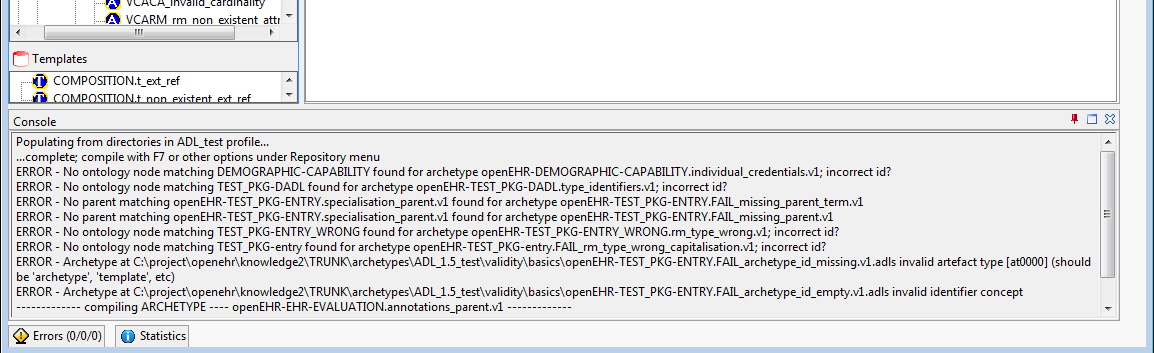 VCACA_invalid_cardinality
VCARM_rm_non_existent_attr
Templates
COMPOSITION.t_ext_ref
COMPOSITION.t_non_existent_ext_ref
Console
Populating from directories in ADL_test profile...
...complete; compile with F7 or other options under Repository menu
ERROR - No ontology node matching DEMOGRAPHIC-CAPABILITY found for archetype openEHR-DEMOGRAPHIC-CAPABILITY.individual_credentials.v1; incorrect id?
ERROR - No ontology node matching TEST_PKG-DADL found for archetype openEHR-TEST_PKG-DADL.type_identifiers.v1; incorrect id?
ERROR - No parent matching openEHR-TEST_PKG-ENTRY.specialisation_parent.v1 found for archetype openEHR-TEST_PKG-ENTRY.FAIL_missing_parent_term.v1
ERROR - No parent matching openEHR-TEST_PKG-ENTRY.specialisation_parent.v1 found for archetype openEHR-TEST_PKG-ENTRY.FAIL_missing_parent.v1
ERROR - No ontology node matching TEST_PKG-ENTRY_WRONG found for archetype openEHR-TEST_PKG-ENTRY_WRONG.rm_type_wrong.v1; incorrect id?
ERROR - No ontology node matching TEST_PKG-entry found for archetype openEHR-TEST_PKG-entry.FAIL_rm_type_wrong_capitalisation.v1; incorrect id?
ERROR - Archetype at C:\project\openehr\knowledge2\TRUNK\archetypes\ADL_1.5_test\validity\basics\openEHR-TEST_PKG-ENTRY.FAIL_archetype_id_missing.v1.adls invalid artefact type [at0000] (should
be 'archetype', 'template', etc)
ERROR - Archetype at C:\project\openehr\knowledge2\TRUNK\archetypes\ADL_1.5_test\validity\basics\openEHR-TEST_PKG-ENTRY.FAIL_archetype_id_empty.v1.adls invalid identifier concept
------------- compiling ARCHETYPE ---- openEHR-EHR-EVALUATION.annotations_parent.v1 -------------
Errors (0/0/0)
Statistics